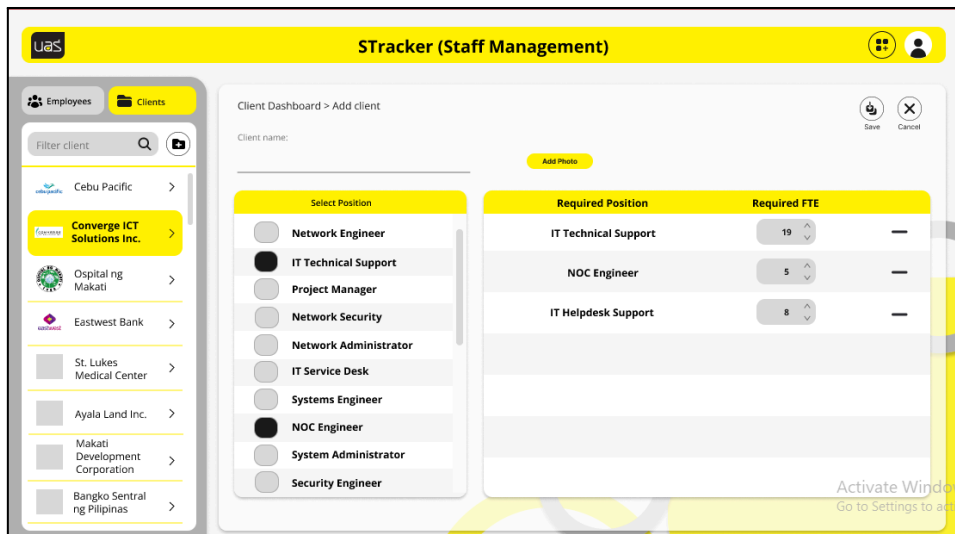 uas
STracker (Staff Management)
Employees
Clients
Filter client
cebu pacific
Cebu Pacific
Converge ICT
Solutions Inc.
Ospital ng
Makati
eastwest
Eastwest Bank
St. Lukes
Medical Center
Ayala Land Inc.
Makati
Development
Corporation
Bangko Sentral
ng Pilipinas
Client Dashboard > Add client
Save
Cancel
Client name:
Add Photo
Select Position
Network Engineer
IT Technical Support
Project Manager
Network Security
Network Administrator
IT Service Desk
Systems Engineer
NOC Engineer
System Administrator
Security Engineer
Required Position
Required FTE
IT Technical Support
19
NOC Engineer
5
IT Helpdesk Support
8
Activate Windo
Go to Settings to act